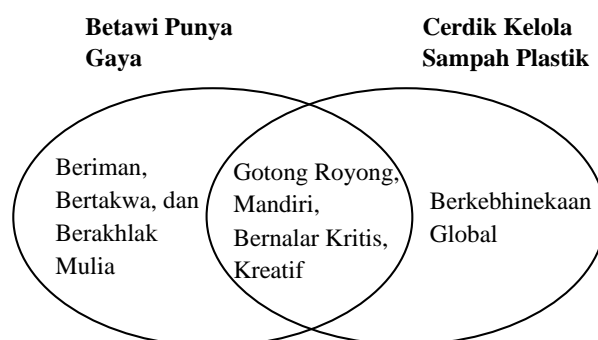 Betawi Punya
Gaya
Cerdik Kelola
Sampah Plastik
Beriman,
Bertakwa, dan
Berakhlak
Mulia
Gotong Royong,
Mandiri,
Bernalar Kritis,
Kreatif
Berkebhinekaan
Global